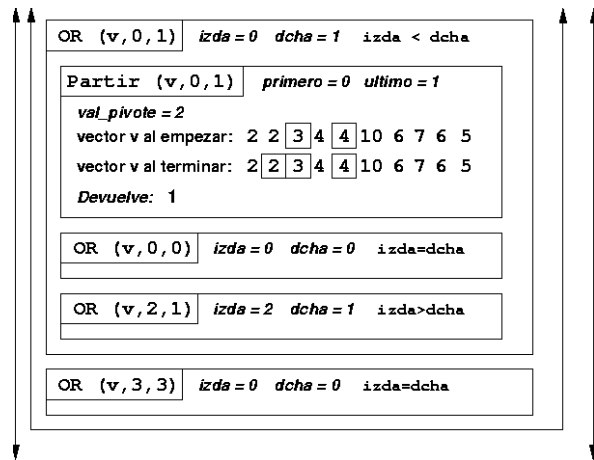 OR (v,0,1) izda = 0 dcha = 1 izda < dcha
Partir (v,0,1) primero = 0 ultimo = 1
val_pivote = 2
vector v al empezar: 2 2 3 4 4 10 6 7 6 5
vector v al terminar: 2 2 3 4 4 10 6 7 6 5
Devuelve: 1
OR (v,0,0) izda = 0 dcha = 0 izda=dcha
OR (v,2,1) izda = 2 dcha = 1 izda>dcha
OR (v,3,3) izda = 0 dcha = 0 izda=dcha